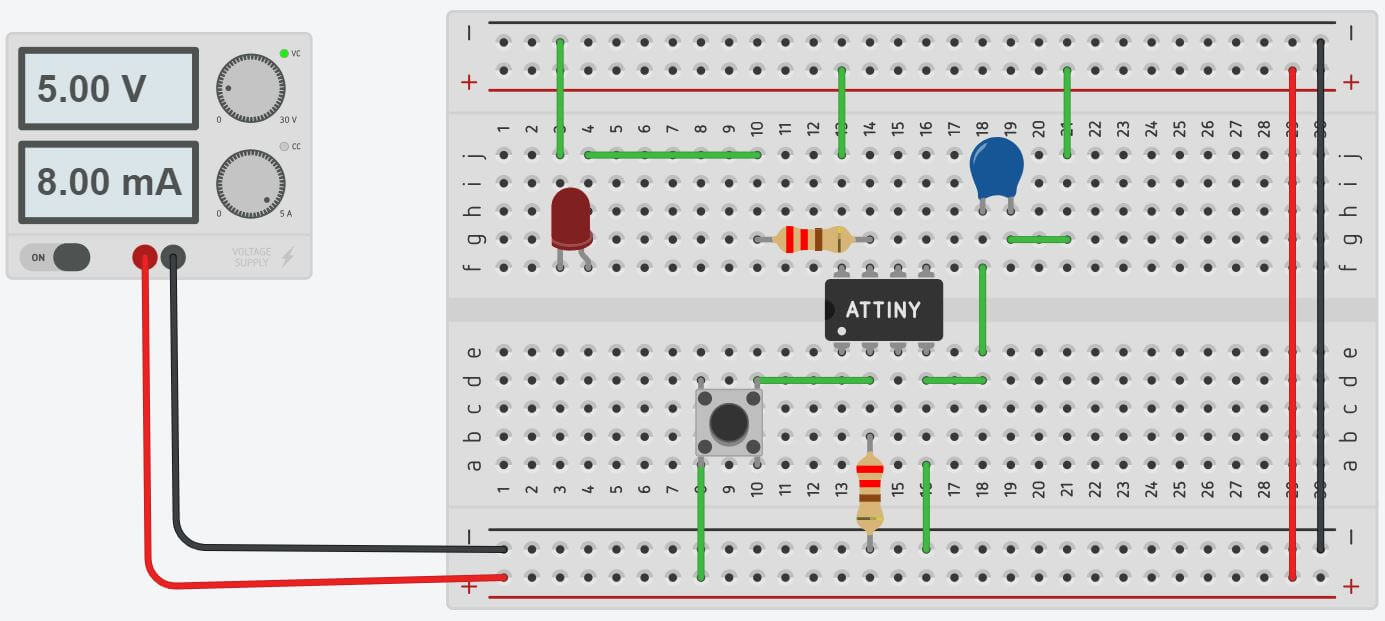 5.00 V
VC
0 30 V
8.00 mA
CC
0 5 A
ON
VOLTAGE
SUPPLY
− −
+ +
1 2 3 4 5 6 7 8 9 10 11 12 13 14 15 16 17 18 19 20 21 22 23 24 25 26 27 28 29 30
j j
i i
h h
g g
f f
ATTINY
e e
d d
c c
b b
a a
1 2 3 4 5 6 7 8 9 10 11 12 13 14 15 16 17 18 19 20 21 22 23 24 25 26 27 28 29 30
− −
+ +